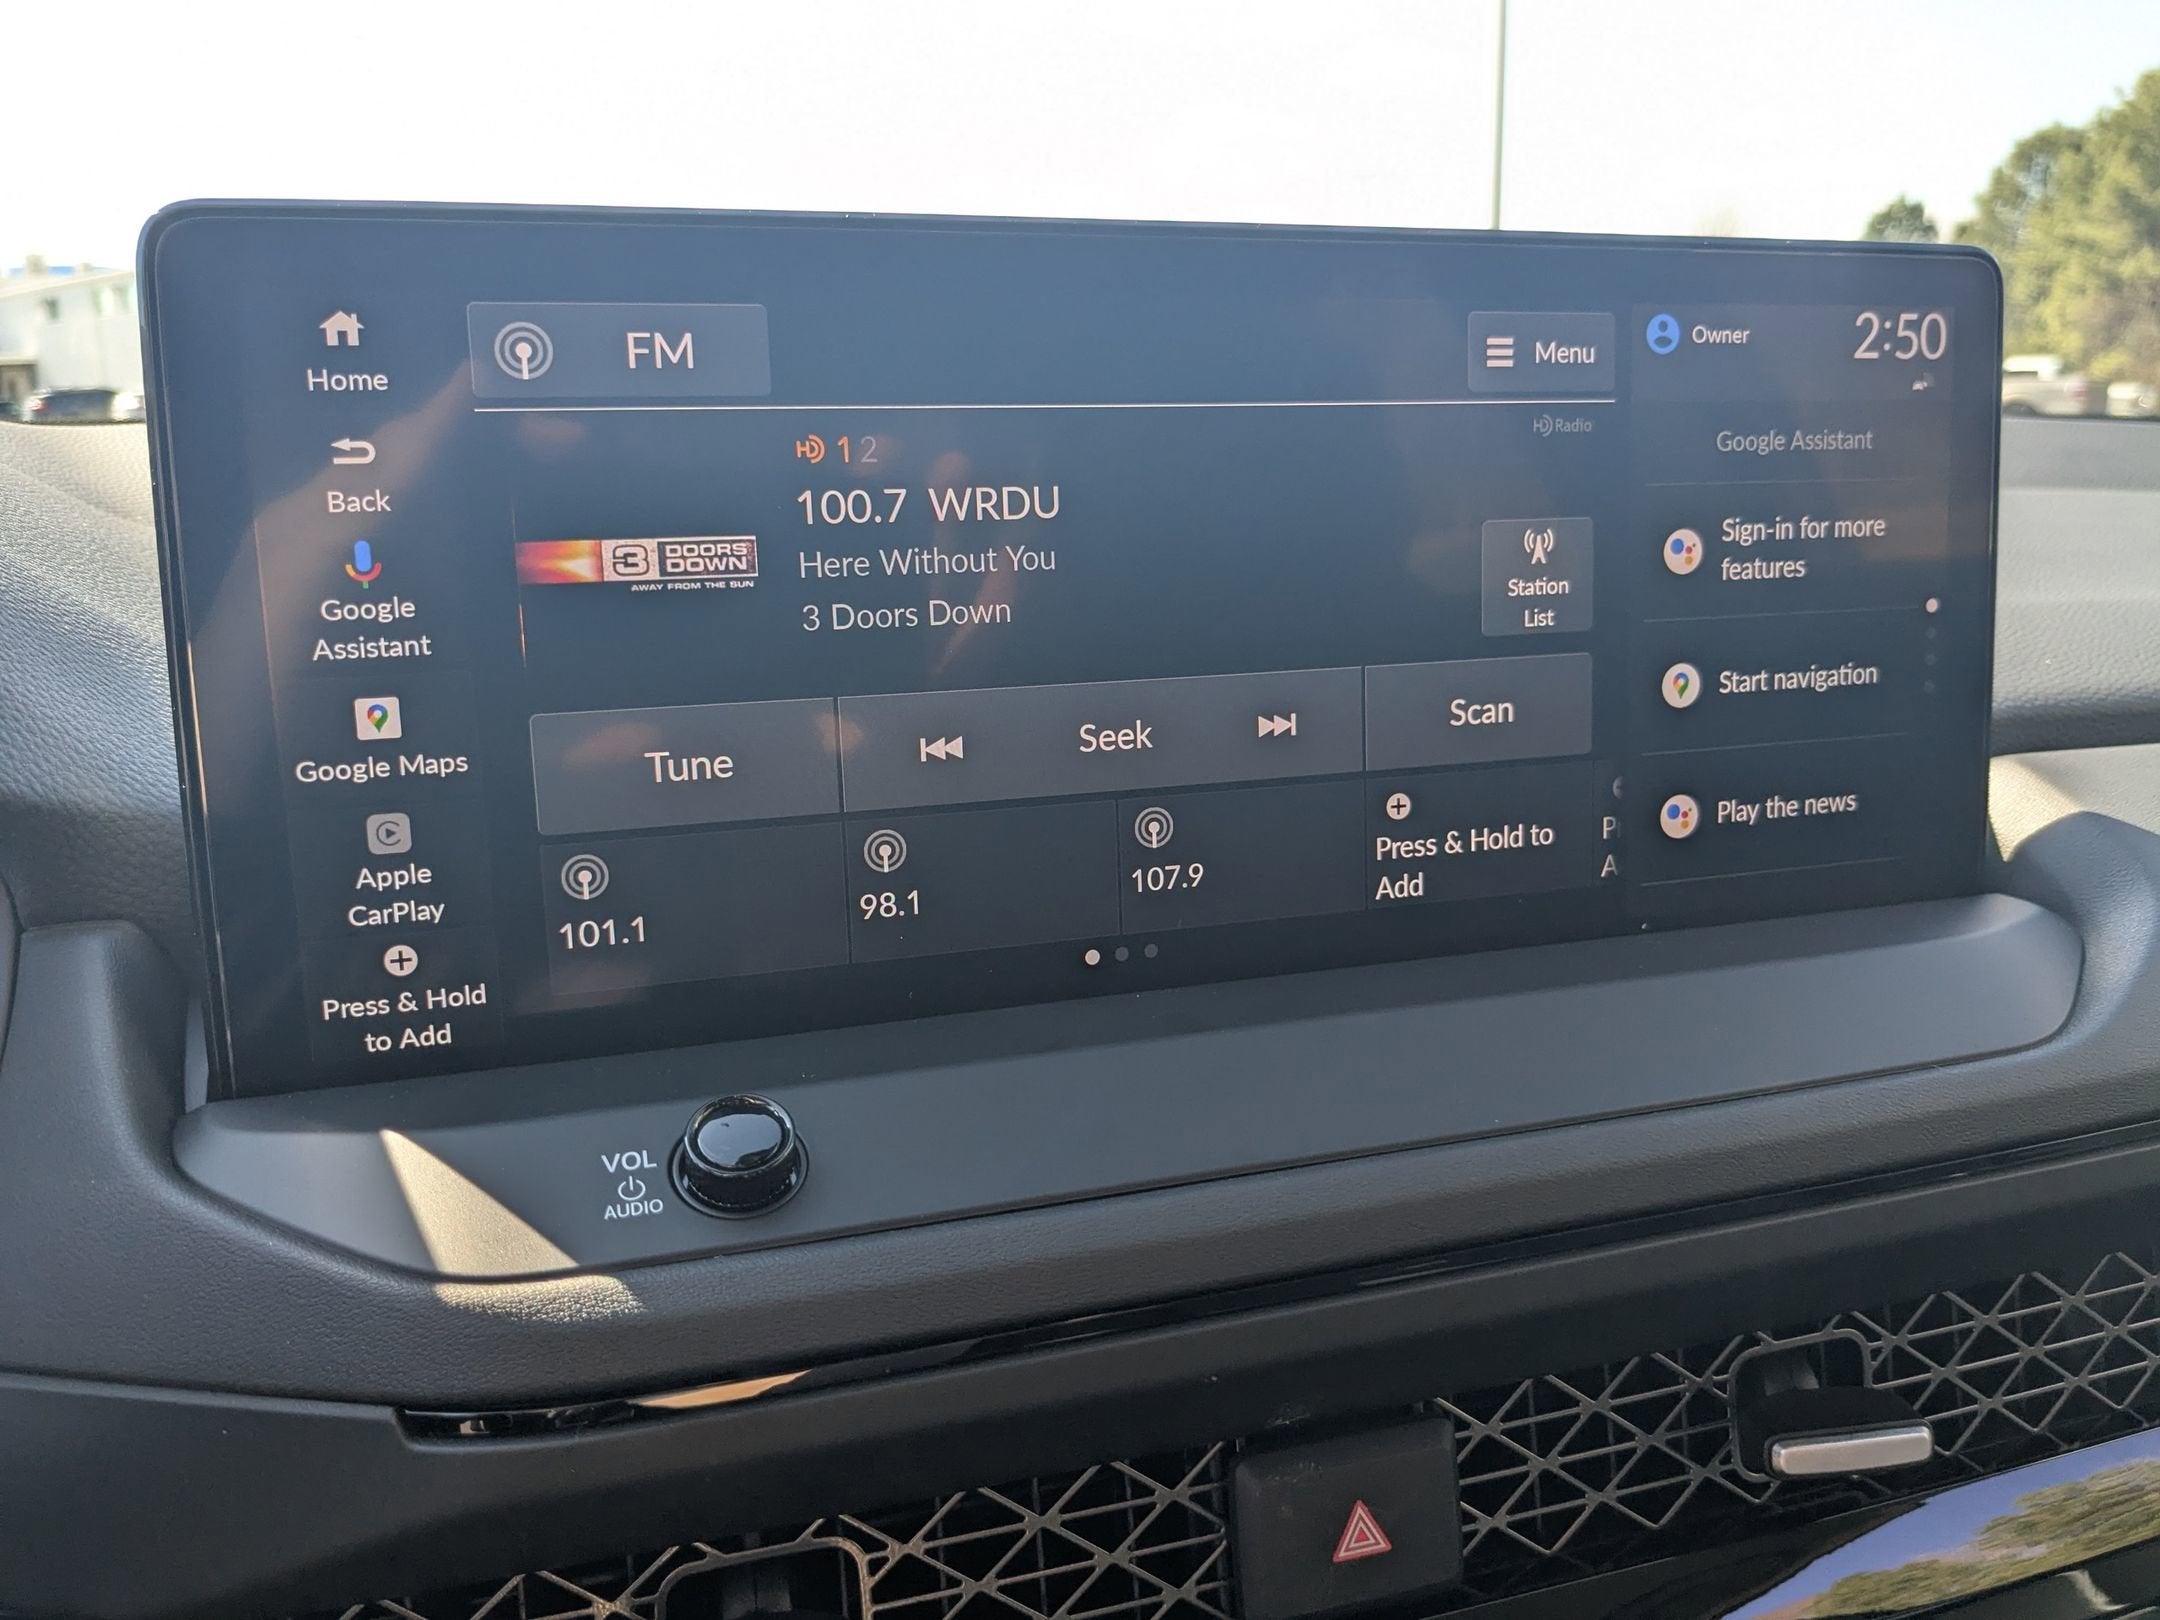 Home
Back
Google
Assistant
Google Maps
Apple
CarPlay
Press & Hold
to Add
FM
Menu
HD Radio
HD 1 2
100.7 WRDU
Here Without You
3 Doors Down
3 DOORS
DOWN
AWAY FROM THE SUN
Station
List
Tune
Seek
Scan
101.1
98.1
107.9
Press & Hold to
Add
P
A
Owner
2:50
Google Assistant
Sign-in for more
features
Start navigation
Play the news
VOL
AUDIO